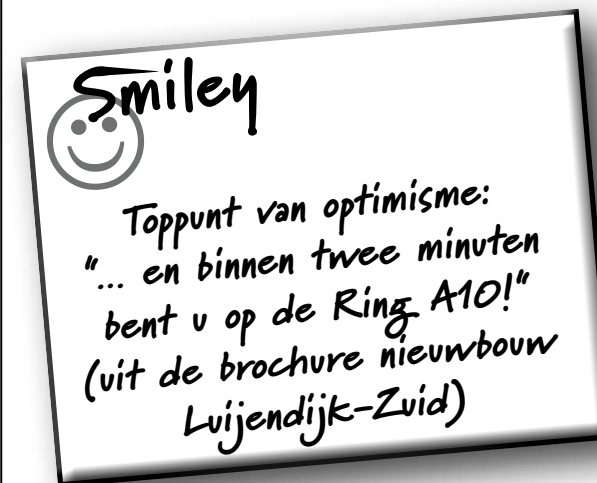 Smiley
Toppunt van optimisme:
"... en binnen twee minuten
bent u op de Ring A10!"
(uit de brochure nieuwbouw
Luijendijk-Zuid)